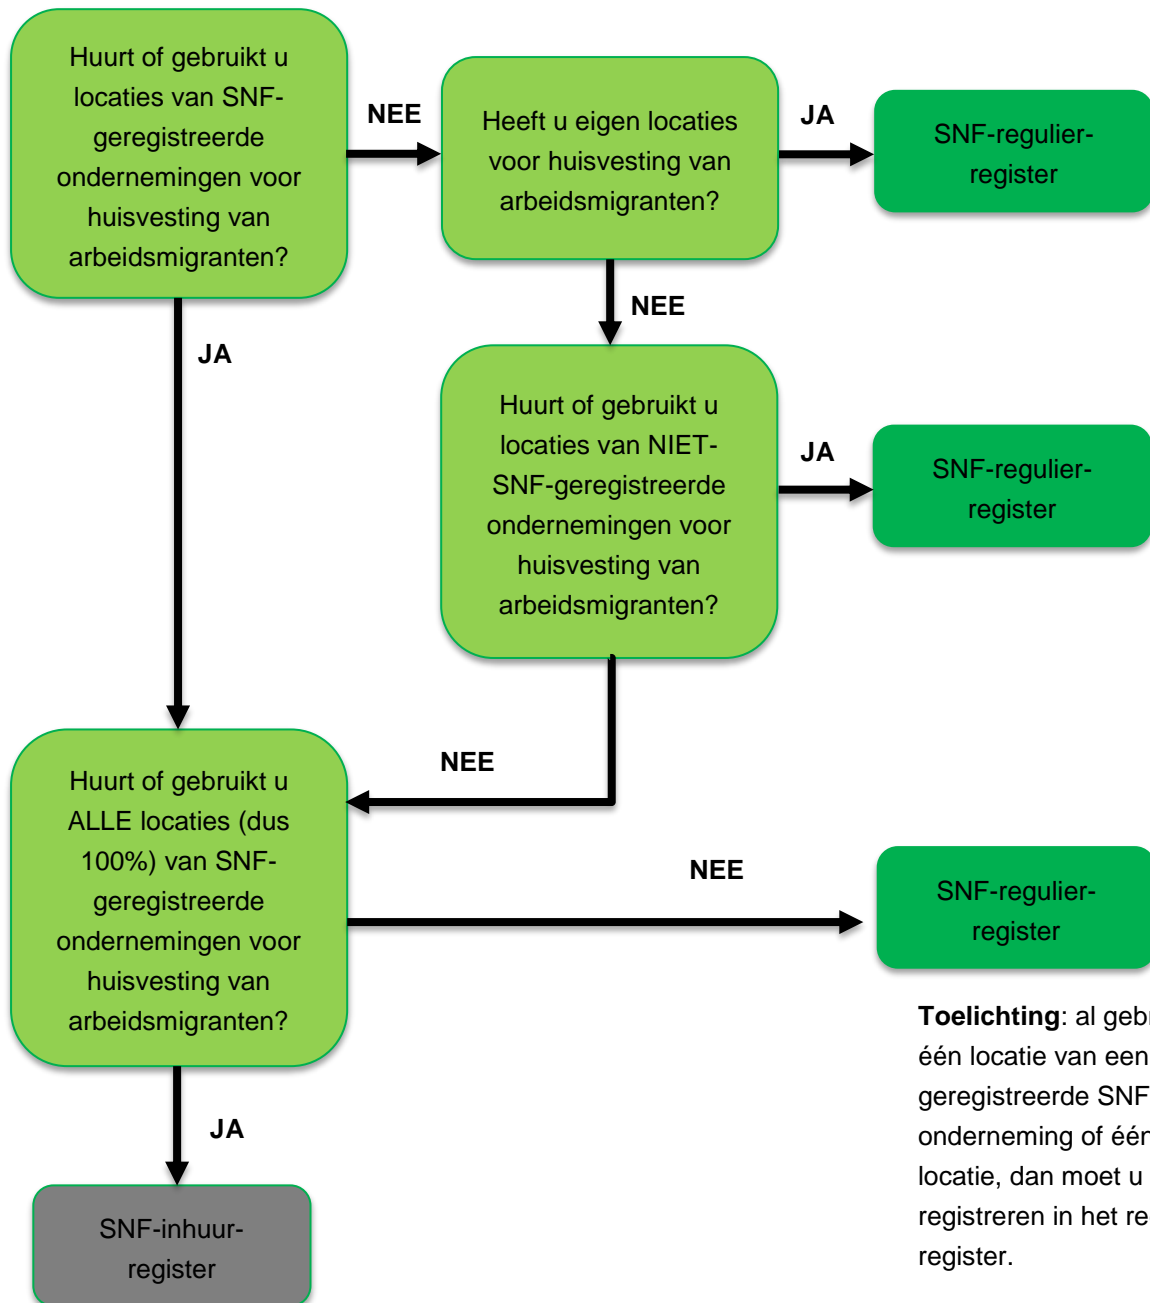 Huurt of gebruikt u
locaties van SNF-
geregistreerde
ondernemingen voor
huisvesting van
arbeidsmigranten?
NEE
Heeft u eigen locaties
voor huisvesting van
arbeidsmigranten?
JA
SNF-regulier-
register
NEE
JA
Huurt of gebruikt u
locaties van NIET-
SNF-geregistreerde
ondernemingen voor
huisvesting van
arbeidsmigranten?
JA
SNF-regulier-
register
NEE
Huurt of gebruikt u
ALLE locaties (dus
100%) van SNF-
geregistreerde
ondernemingen voor
huisvesting van
arbeidsmigranten?
NEE
SNF-regulier-
register
Toelichting: al
één locatie van een
geregistreerde SNF
onderneming of
locatie, dan moet u
registreren in het
register.
JA
SNF-inhuur-
register